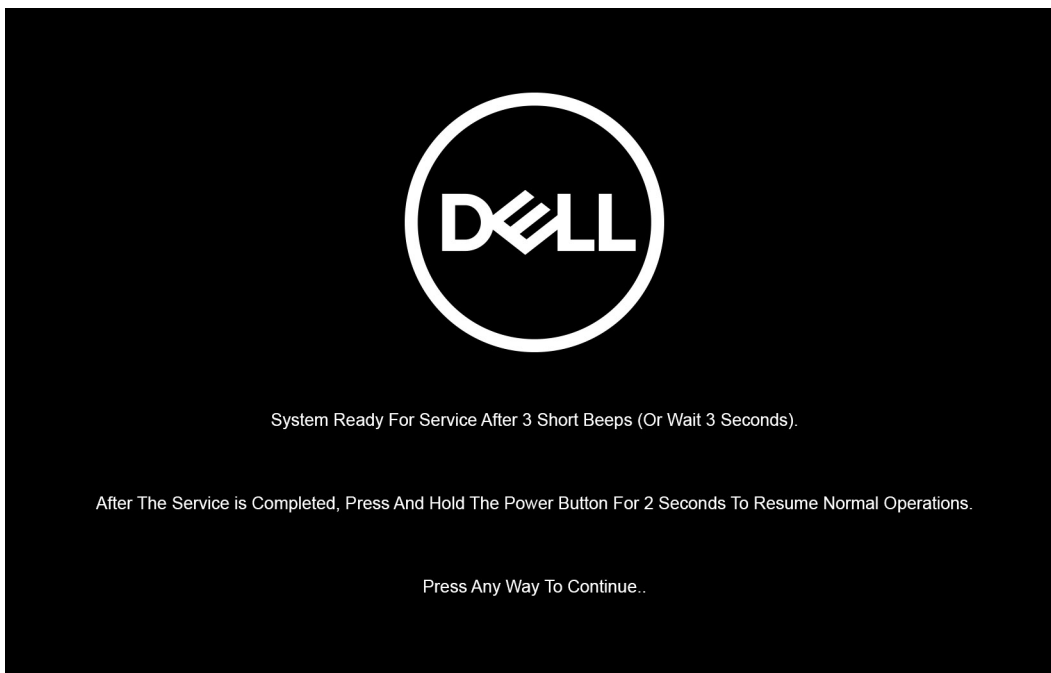 DELL
System Ready For Service After 3 Short Beeps (Or Wait 3 Seconds).
After The Service is Completed, Press And Hold The Power Button For 2 Seconds To Resume Normal Operations.
Press Any Way To Continue..